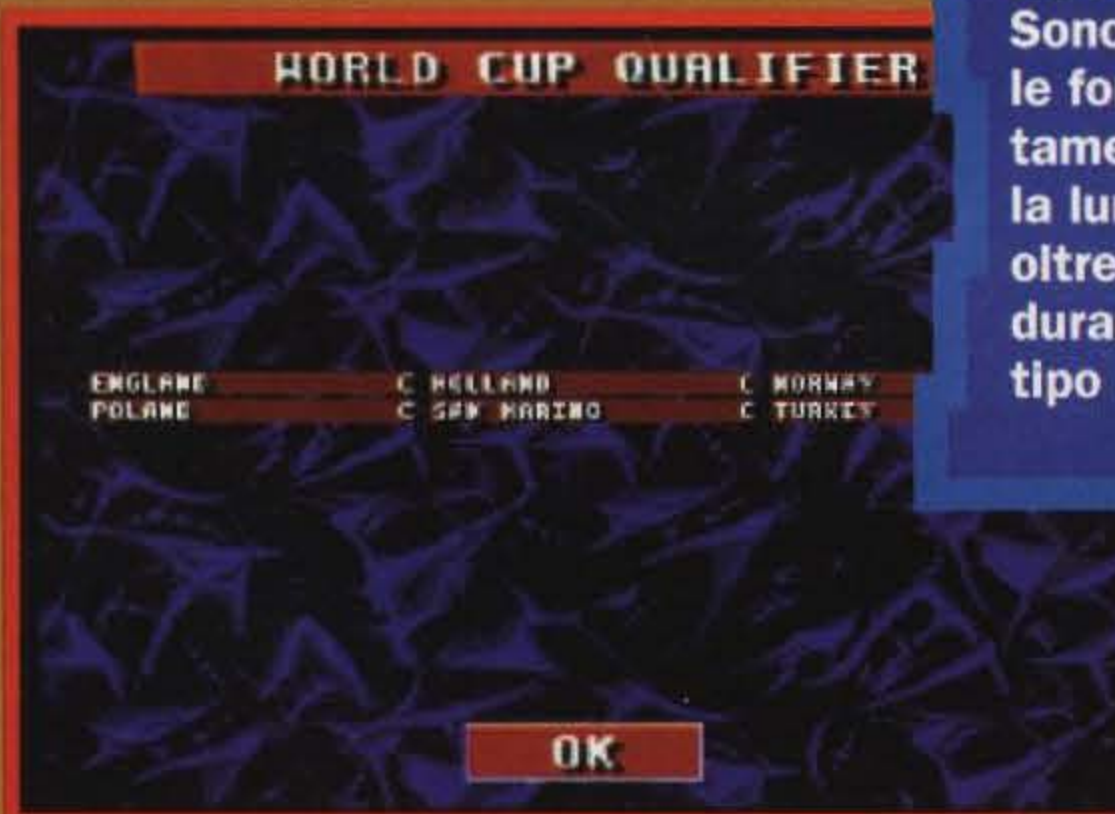 WORLD CUP QUALIFIER
ENGLAND C HOLLAND C NORWAY
POLAND C SAN MARINO C TURKEY
OK
Sono
le fo
tame
la lu
oltre
dura
tipo